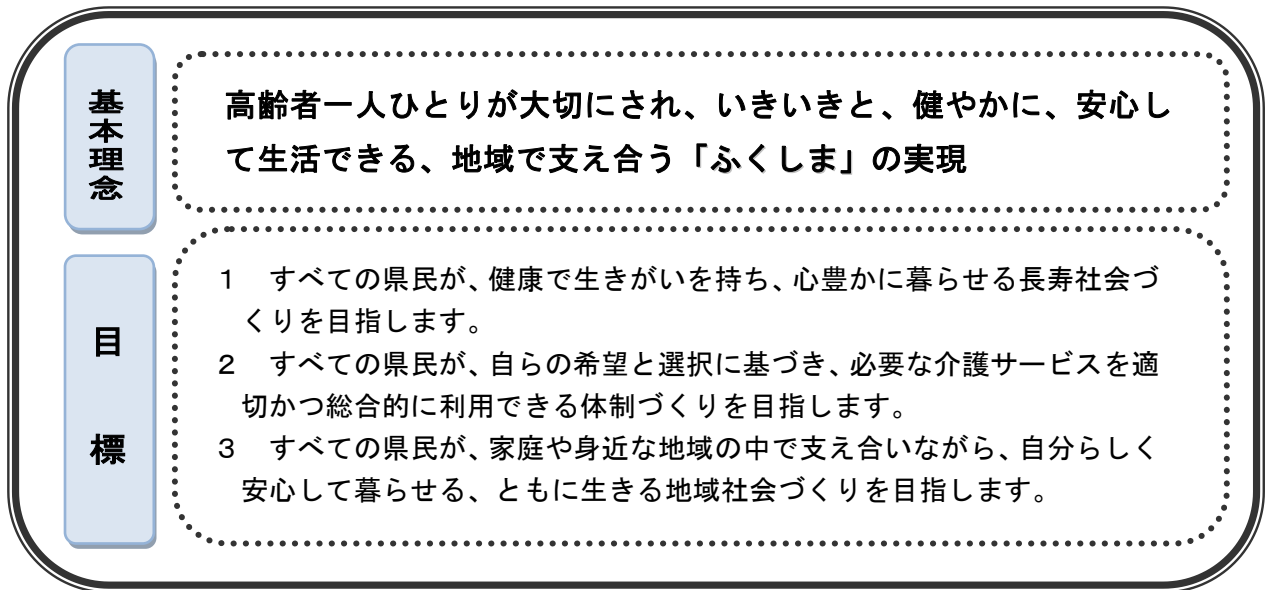 基本理念
高齢者一人ひとりが大切にされ、いきいきと、健やかに、安心し
て生活できる、地域で支え合う「ふくしま」の実現
目標
１　すべての県民が、健康で生きがいを持ち、心豊かに暮らせる長寿社会づ
くりを目指します。
２　すべての県民が、自らの希望と選択に基づき、必要な介護サービスを適
切かつ総合的に利用できる体制づくりを目指します。
３　すべての県民が、家庭や身近な地域の中で支え合いながら、自分らしく
安心して暮らせる、ともに生きる地域社会づくりを目指します。